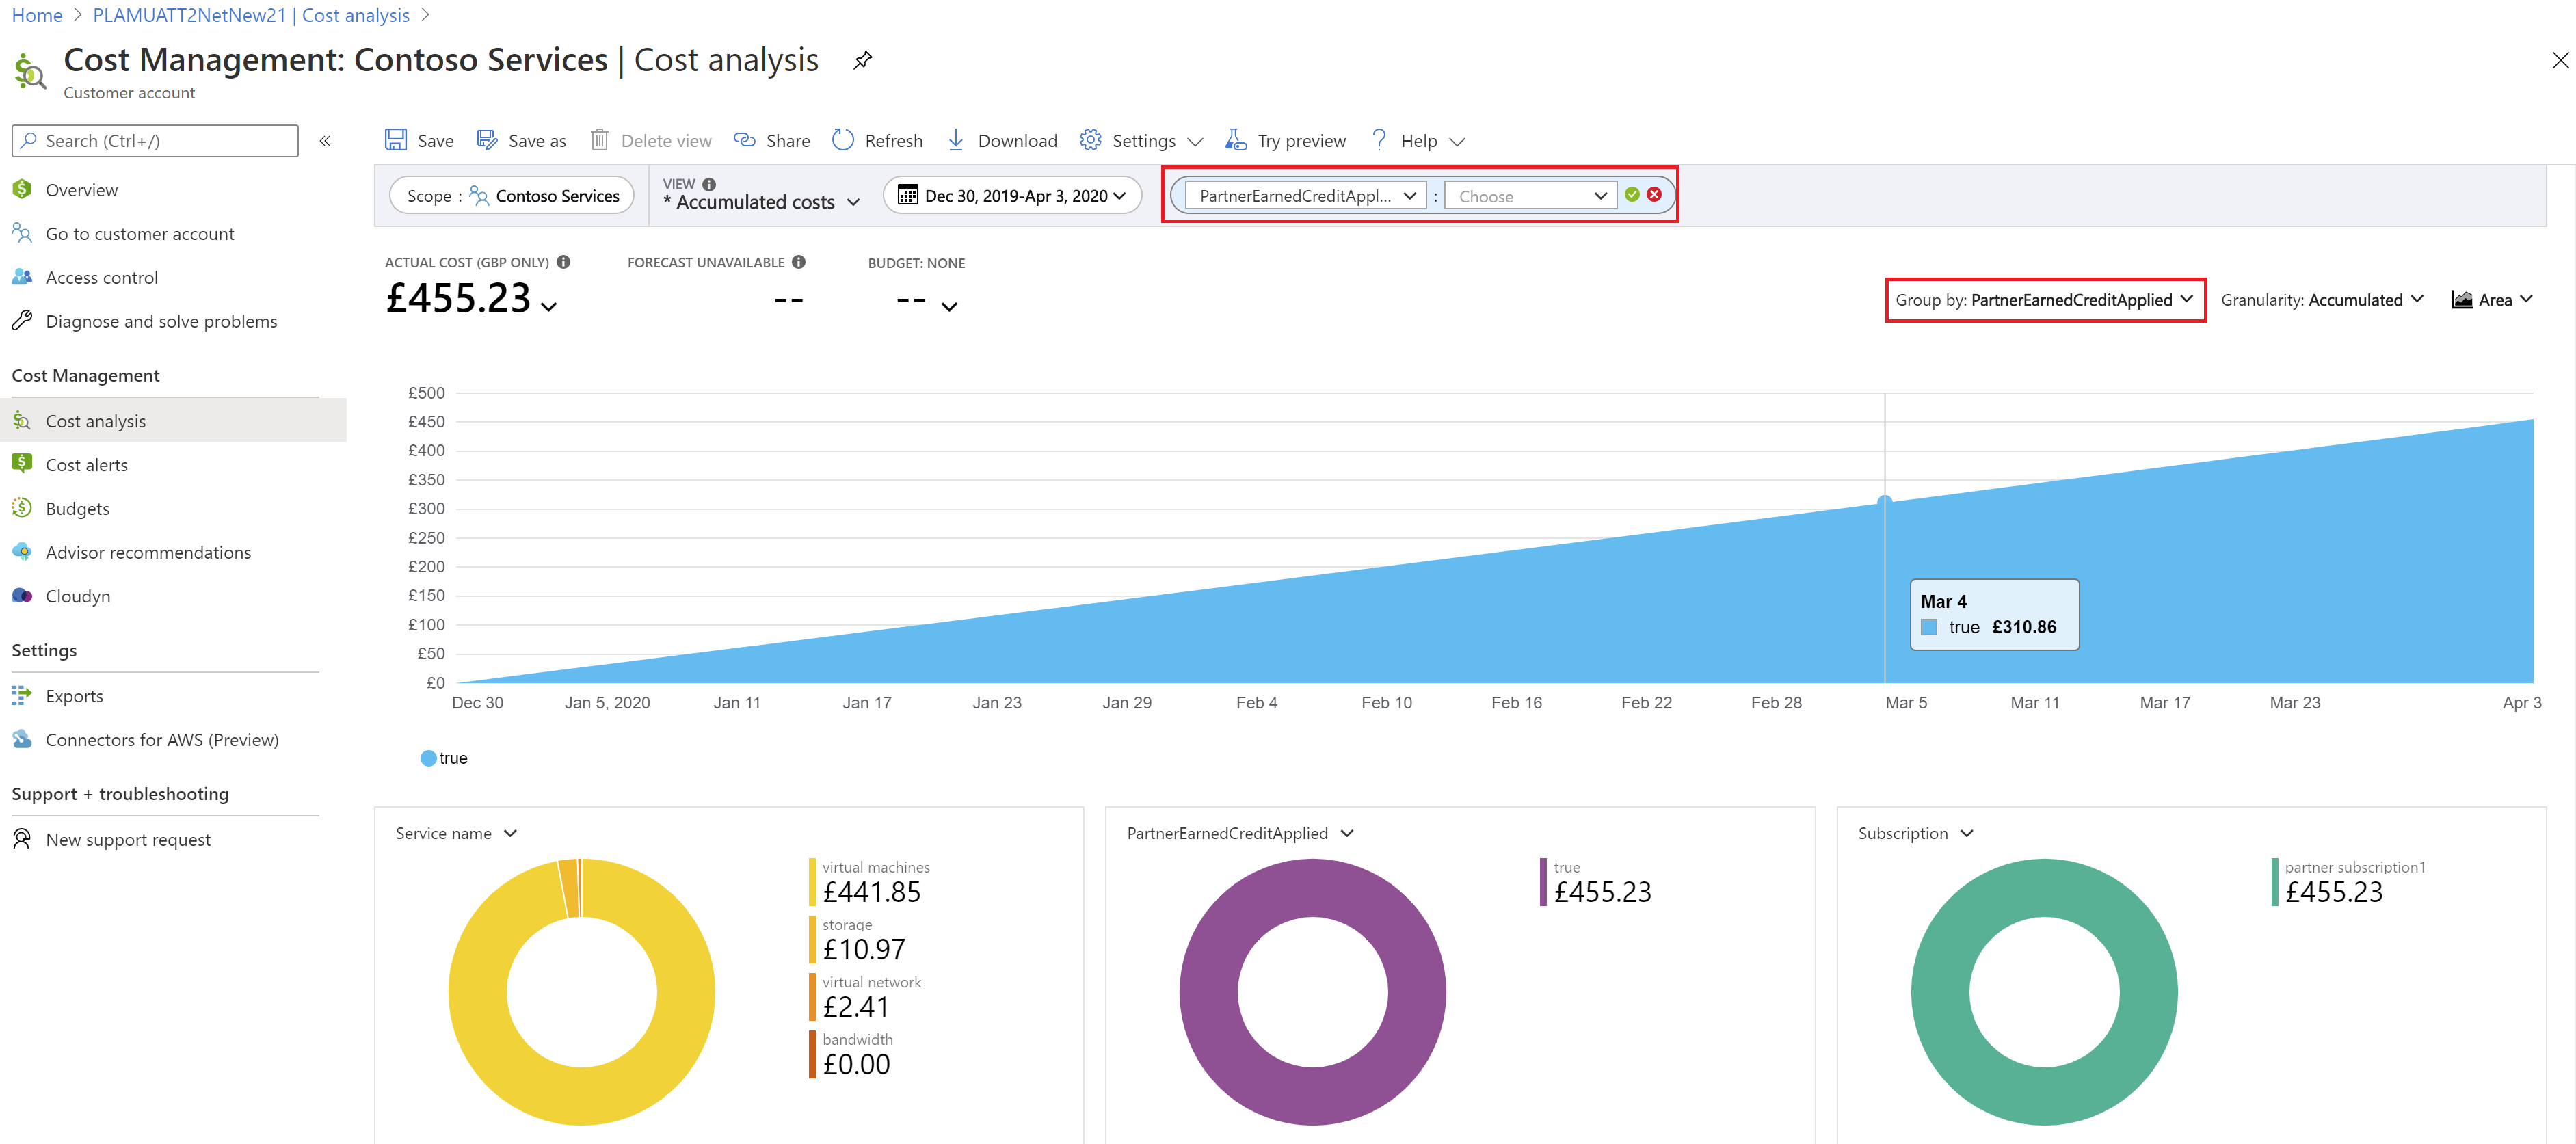 Home > PLAMUATT2NetNew21 | Cost analysis >
Cost Management: Contoso Services | Cost analysis
Customer account
Search (Ctrl+/)
«
Save
Save as
Delete view
Share
Refresh
Download
Settings
Try preview
? Help
Overview
Go to customer account
Access control
Diagnose and solve problems
Cost Management
Cost analysis
Cost alerts
Budgets
Advisor recommendations
Cloudyn
Settings
Exports
Connectors for AWS (Preview)
Support + troubleshooting
New support request
Scope : Contoso Services
VIEW
* Accumulated costs
Dec 30, 2019-Apr 3, 2020
PartnerEarnedCreditAppl... : Choose
ACTUAL COST (GBP ONLY)
£455.23
FORECAST UNAVAILABLE
--
BUDGET: NONE
--
Group by: PartnerEarnedCreditApplied
Granularity: Accumulated
Area
£500
£450
£400
£350
£300
£250
£200
£150
£100
£50
£0
Mar 4
true £310.86
Dec 30 Jan 5, 2020 Jan 11 Jan 17 Jan 23 Jan 29 Feb 4 Feb 10 Feb 16 Feb 22 Feb 28 Mar 5 Mar 11 Mar 17 Mar 23 Apr 3
true
Service name
virtual machines
£441.85
storage
£10.97
virtual network
£2.41
bandwidth
£0.00
PartnerEarnedCreditApplied
true
£455.23
Subscription
partner subscription1
£455.23